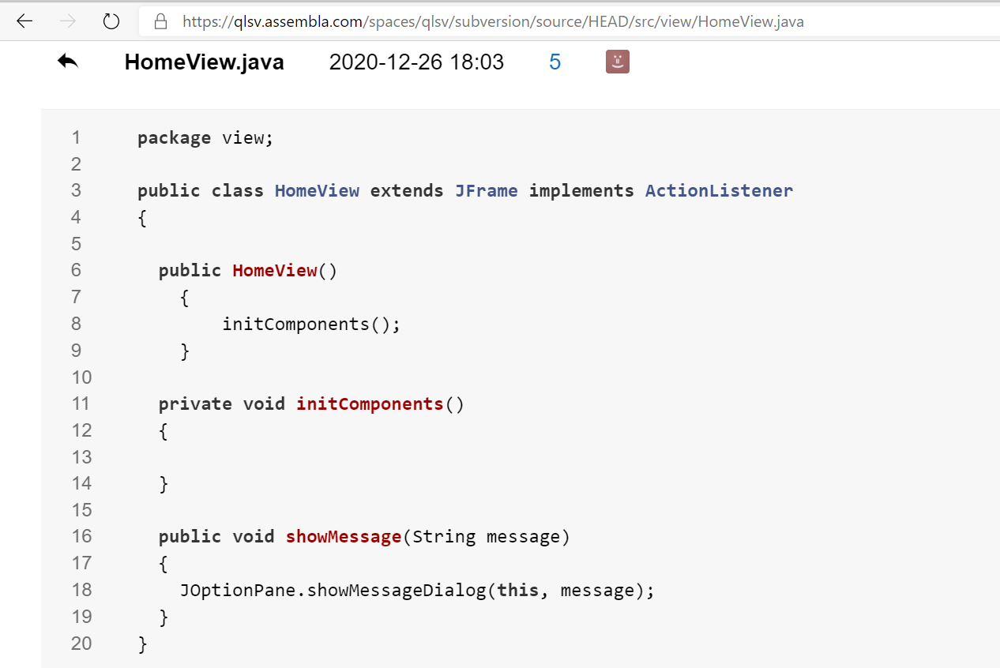 https://qlsv.assembla.com/spaces/qlsv/subversion/source/HEAD/src/view/HomeView.java
HomeView.java 2020-12-26 18:03 5
1 package view;
2
3 public class HomeView extends JFrame implements ActionListener
4 {
5
6 public HomeView()
7 {
8 initComponents();
9 }
10
11 private void initComponents()
12 {
13
14 }
15
16 public void showMessage(String message)
17 {
18 JOptionPane.showMessageDialog(this, message);
19 }
20 }